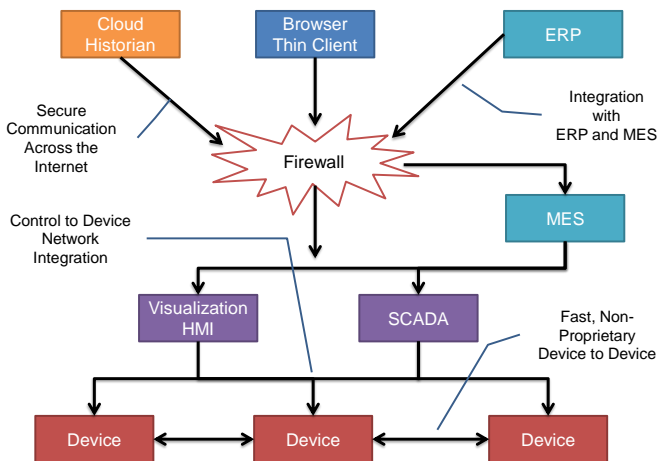 Cloud
Historian
Browser
Thin Client
ERP
Secure
Communication
Across the
Internet
Integration
with
ERP and MES
Firewall
Control to Device
Network
Integration
MES
Visualization
HMI
SCADA
Fast, Non-
Proprietary
Device to Device
Device
Device
Device